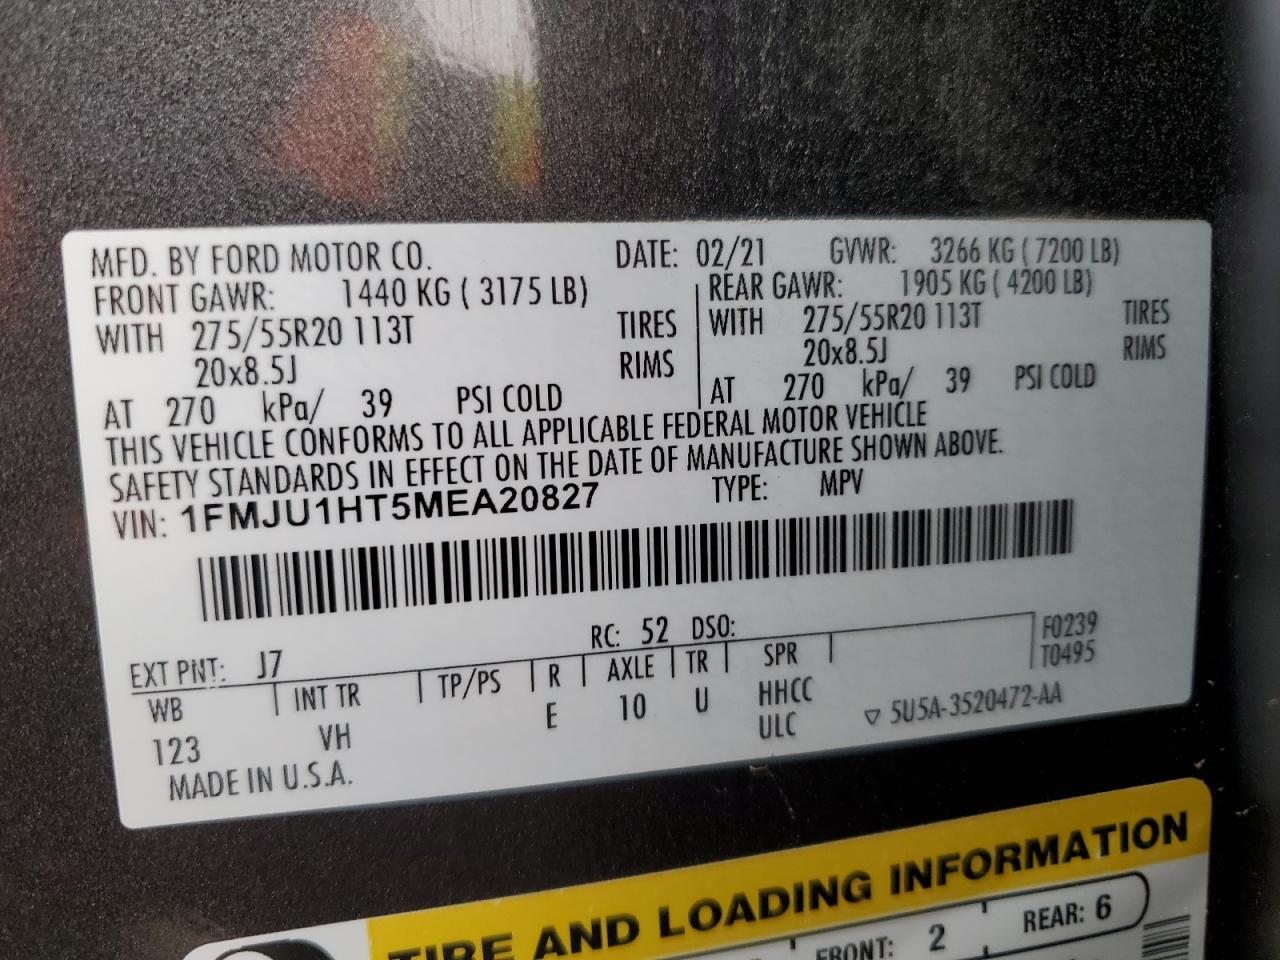 MFD. BY FORD MOTOR CO. DATE: 02/21 GVWR: 3266 KG ( 7200 LB)
FRONT GAWR: 1440 KG ( 3175 LB) REAR GAWR: 1905 KG ( 4200 LB)
WITH 275/55R20 113T TIRES WITH 275/55R20 113T TIRES
20x8.5J RIMS 20x8.5J RIMS
AT 270 kPa/ 39 PSI COLD AT 270 kPa/ 39 PSI COLD
THIS VEHICLE CONFORMS TO ALL APPLICABLE FEDERAL MOTOR VEHICLE
SAFETY STANDARDS IN EFFECT ON THE DATE OF MANUFACTURE SHOWN ABOVE.
VIN: 1FMJU1HT5MEA20827 TYPE: MPV
EXT PNT: J7 RC: 52 DSO: F0239
WB INT TR TP/PS R AXLE TR SPR T0495
123 VH E 10 U HHCC
ULC ▽ 5U5A-3520472-AA
MADE IN U.S.A.
TIRE AND LOADING INFORMATION
FRONT: 2 REAR: 6